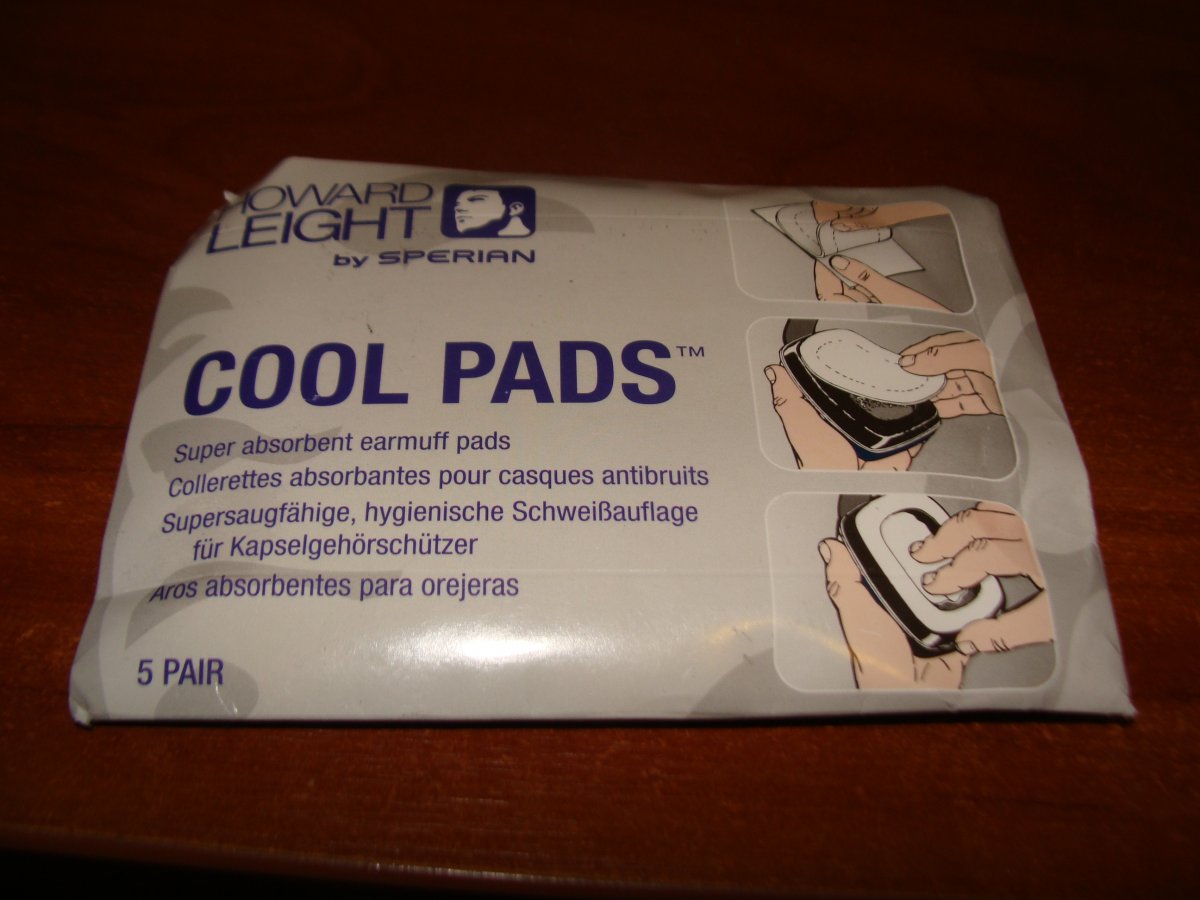 HOWARD
LEIGHT
by SPERIAN
COOL PADS™
Super absorbent earmuff pads
Collerettes absorbantes pour casques antibruits
Supersaugfähige, hygienische Schweißauflage
für Kapselgehörschützer
Aros absorbentes para orejeras
5 PAIR